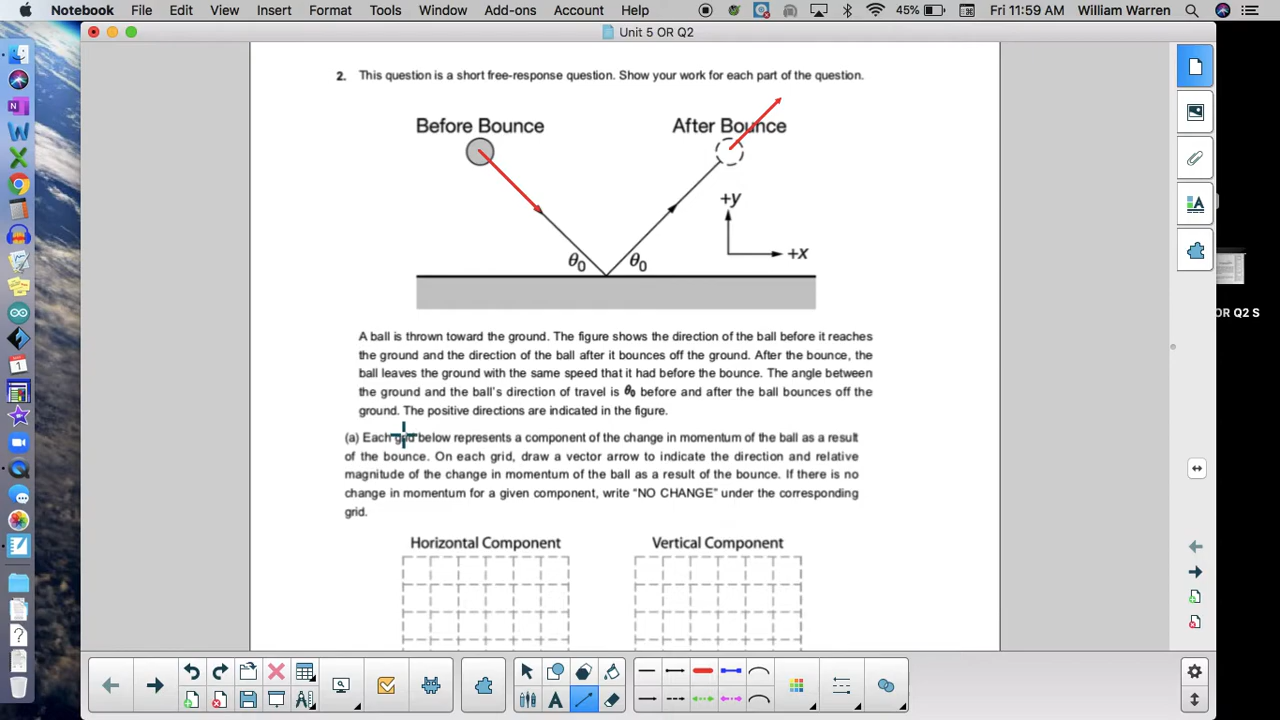 Notebook File Edit View Insert Format Tools Window Add-ons Account Help 45% Fri 11:59 AM William Warren
Unit 5 OR Q2
2. This question is a short free-response question. Show your work for each part of the question.
Before Bounce After Bounce
+y
+x
θ0 θ0
OR Q2 S
A ball is thrown toward the ground. The figure shows the direction of the ball before it reaches
the ground and the direction of the ball after it bounces off the ground. After the bounce, the
ball leaves the ground with the same speed that it had before the bounce. The angle between
the ground and the ball's direction of travel is θ0 before and after the ball bounces off the
ground. The positive directions are indicated in the figure.
(a) Each grid below represents a component of the change in momentum of the ball as a result
of the bounce. On each grid, draw a vector arrow to indicate the direction and relative
magnitude of the change in momentum of the ball as a result of the bounce. If there is no
change in momentum for a given component, write "NO CHANGE" under the corresponding
grid.
Horizontal Component Vertical Component